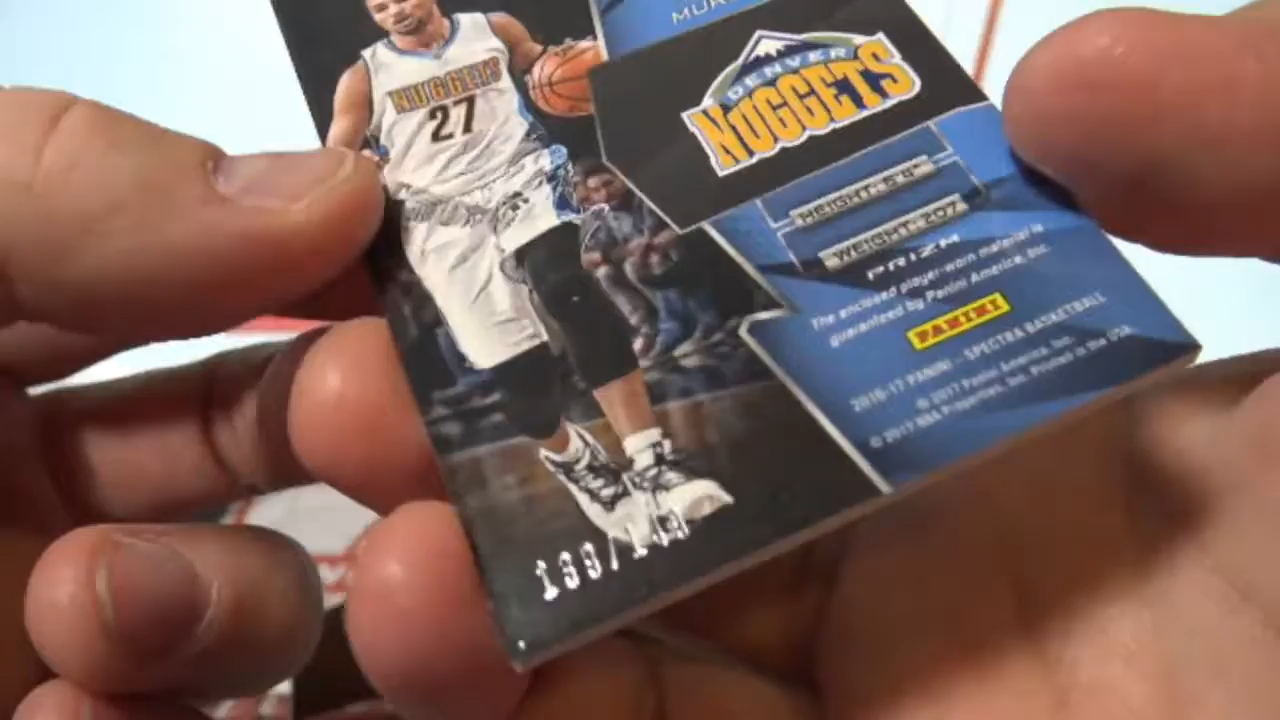 NUGGETS
27
DENVER
NUGGETS
HEIGHT: 6'4"
WEIGHT: 207
PRIZM
The enclosed player-worn material is
guaranteed by Panini America, Inc.
PANINI
2016-17 PANINI - SPECTRA BASKETBALL
© 2017 Panini America, Inc.
© 2017 NBA Properties, Inc. Printed in the USA.